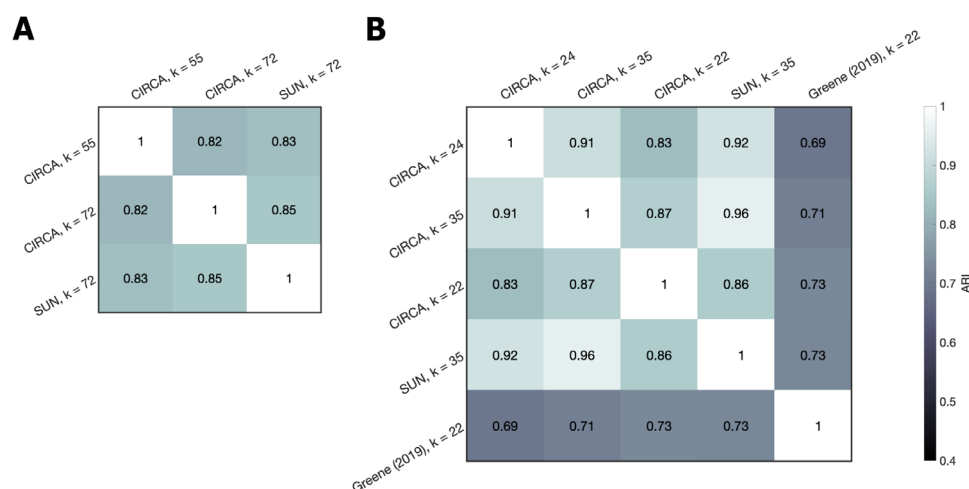 A
CIRCA, k = 55
CIRCA, k = 72
SUN, k = 72
CIRCA, k = 55
1
0.82
0.83
CIRCA, k = 72
0.82
1
0.85
SUN, k = 72
0.83
0.85
1
B
CIRCA, k = 24
CIRCA, k = 35
CIRCA, k = 22
SUN, k = 35
Greene (2019), k = 22
CIRCA, k = 24
1
0.91
0.83
0.92
0.69
CIRCA, k = 35
0.91
1
0.87
0.96
0.71
CIRCA, k = 22
0.83
0.87
1
0.86
0.73
SUN, k = 35
0.92
0.96
0.86
1
0.73
Greene (2019), k = 22
0.69
0.71
0.73
0.73
1
1
0.9
0.8
0.7
0.6
0.5
0.4
ARI